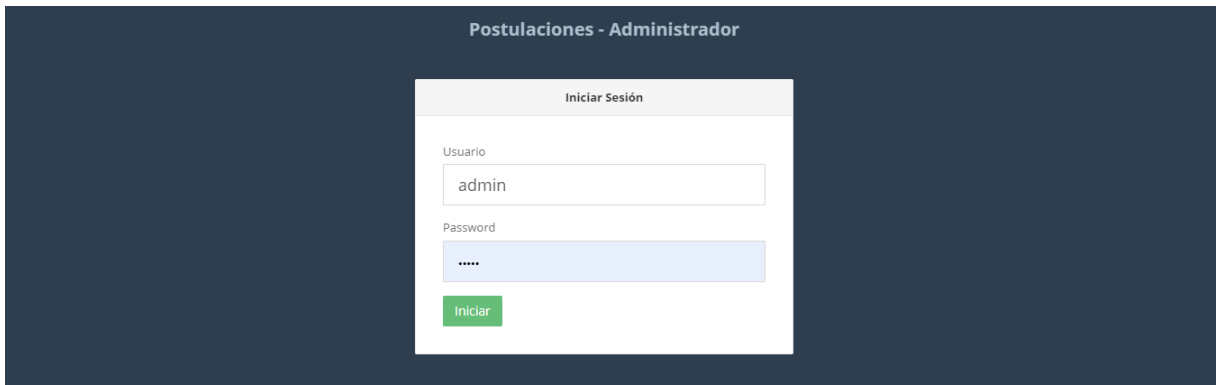 Postulaciones - Administrador
Iniciar Sesión
Usuario
admin
Password
•••••
Iniciar